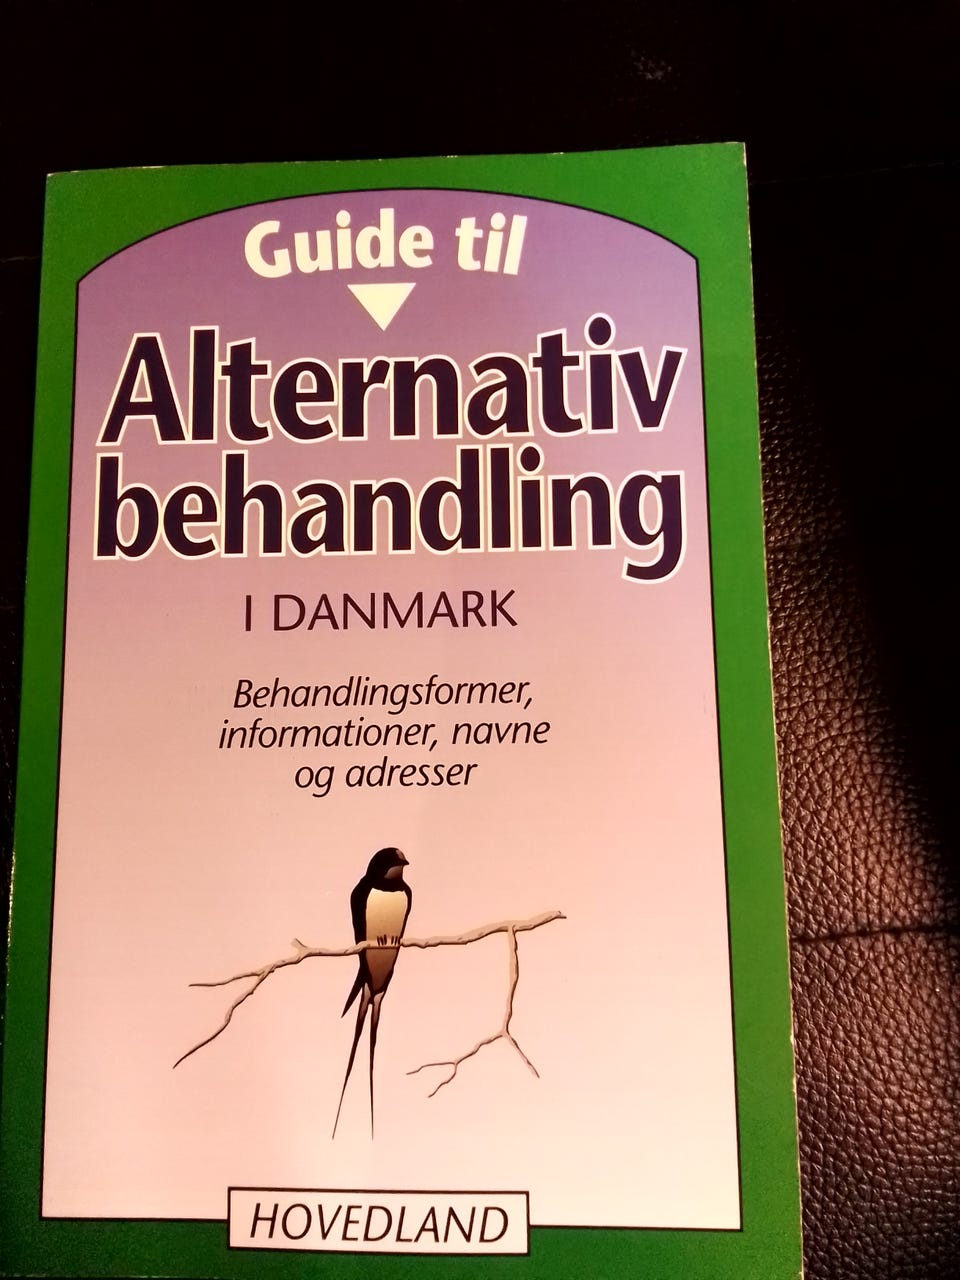 Guide til
Alternativ
behandling
I DANMARK
Behandlingsformer,
informationer, navne
og adresser
HOVEDLAND